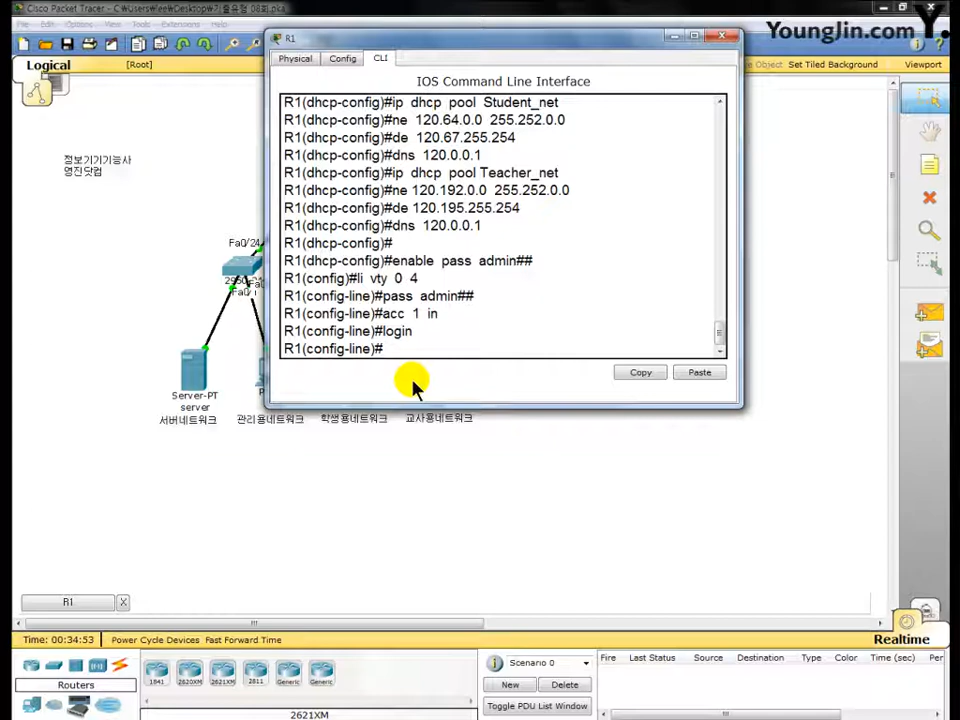 Cisco Packet Tracer - C:\Users\lee\Desktop\기출유형 08회.pka
YoungJin.com Y.
File Edit Options View Tools Extensions Help
Logical
[Root]
Object
Set Tiled Background
Viewport
R1
Physical
Config
CLI
IOS Command Line Interface
R1(dhcp-config)#ip dhcp pool Student_net
R1(dhcp-config)#ne 120.64.0.0 255.252.0.0
R1(dhcp-config)#de 120.67.255.254
R1(dhcp-config)#dns 120.0.0.1
R1(dhcp-config)#ip dhcp pool Teacher_net
R1(dhcp-config)#ne 120.192.0.0 255.252.0.0
R1(dhcp-config)#de 120.195.255.254
R1(dhcp-config)#dns 120.0.0.1
R1(dhcp-config)#
R1(dhcp-config)#enable pass admin##
R1(config)#li vty 0 4
R1(config-line)#pass admin##
R1(config-line)#acc 1 in
R1(config-line)#login
R1(config-line)#
Copy
Paste
정보기기기능사
영진닷컴
Fa0/24
Server-PT
server
서버네트워크
관리용네트워크
학생용네트워크
교사용네트워크
R1
X
Time: 00:34:53
Power Cycle Devices Fast Forward Time
Realtime
Routers
1841
2620XM
2621XM
2811
Generic
Generic
2621XM
Scenario 0
New
Delete
Toggle PDU List Window
Fire
Last Status
Source
Destination
Type
Color
Time (sec)
Per